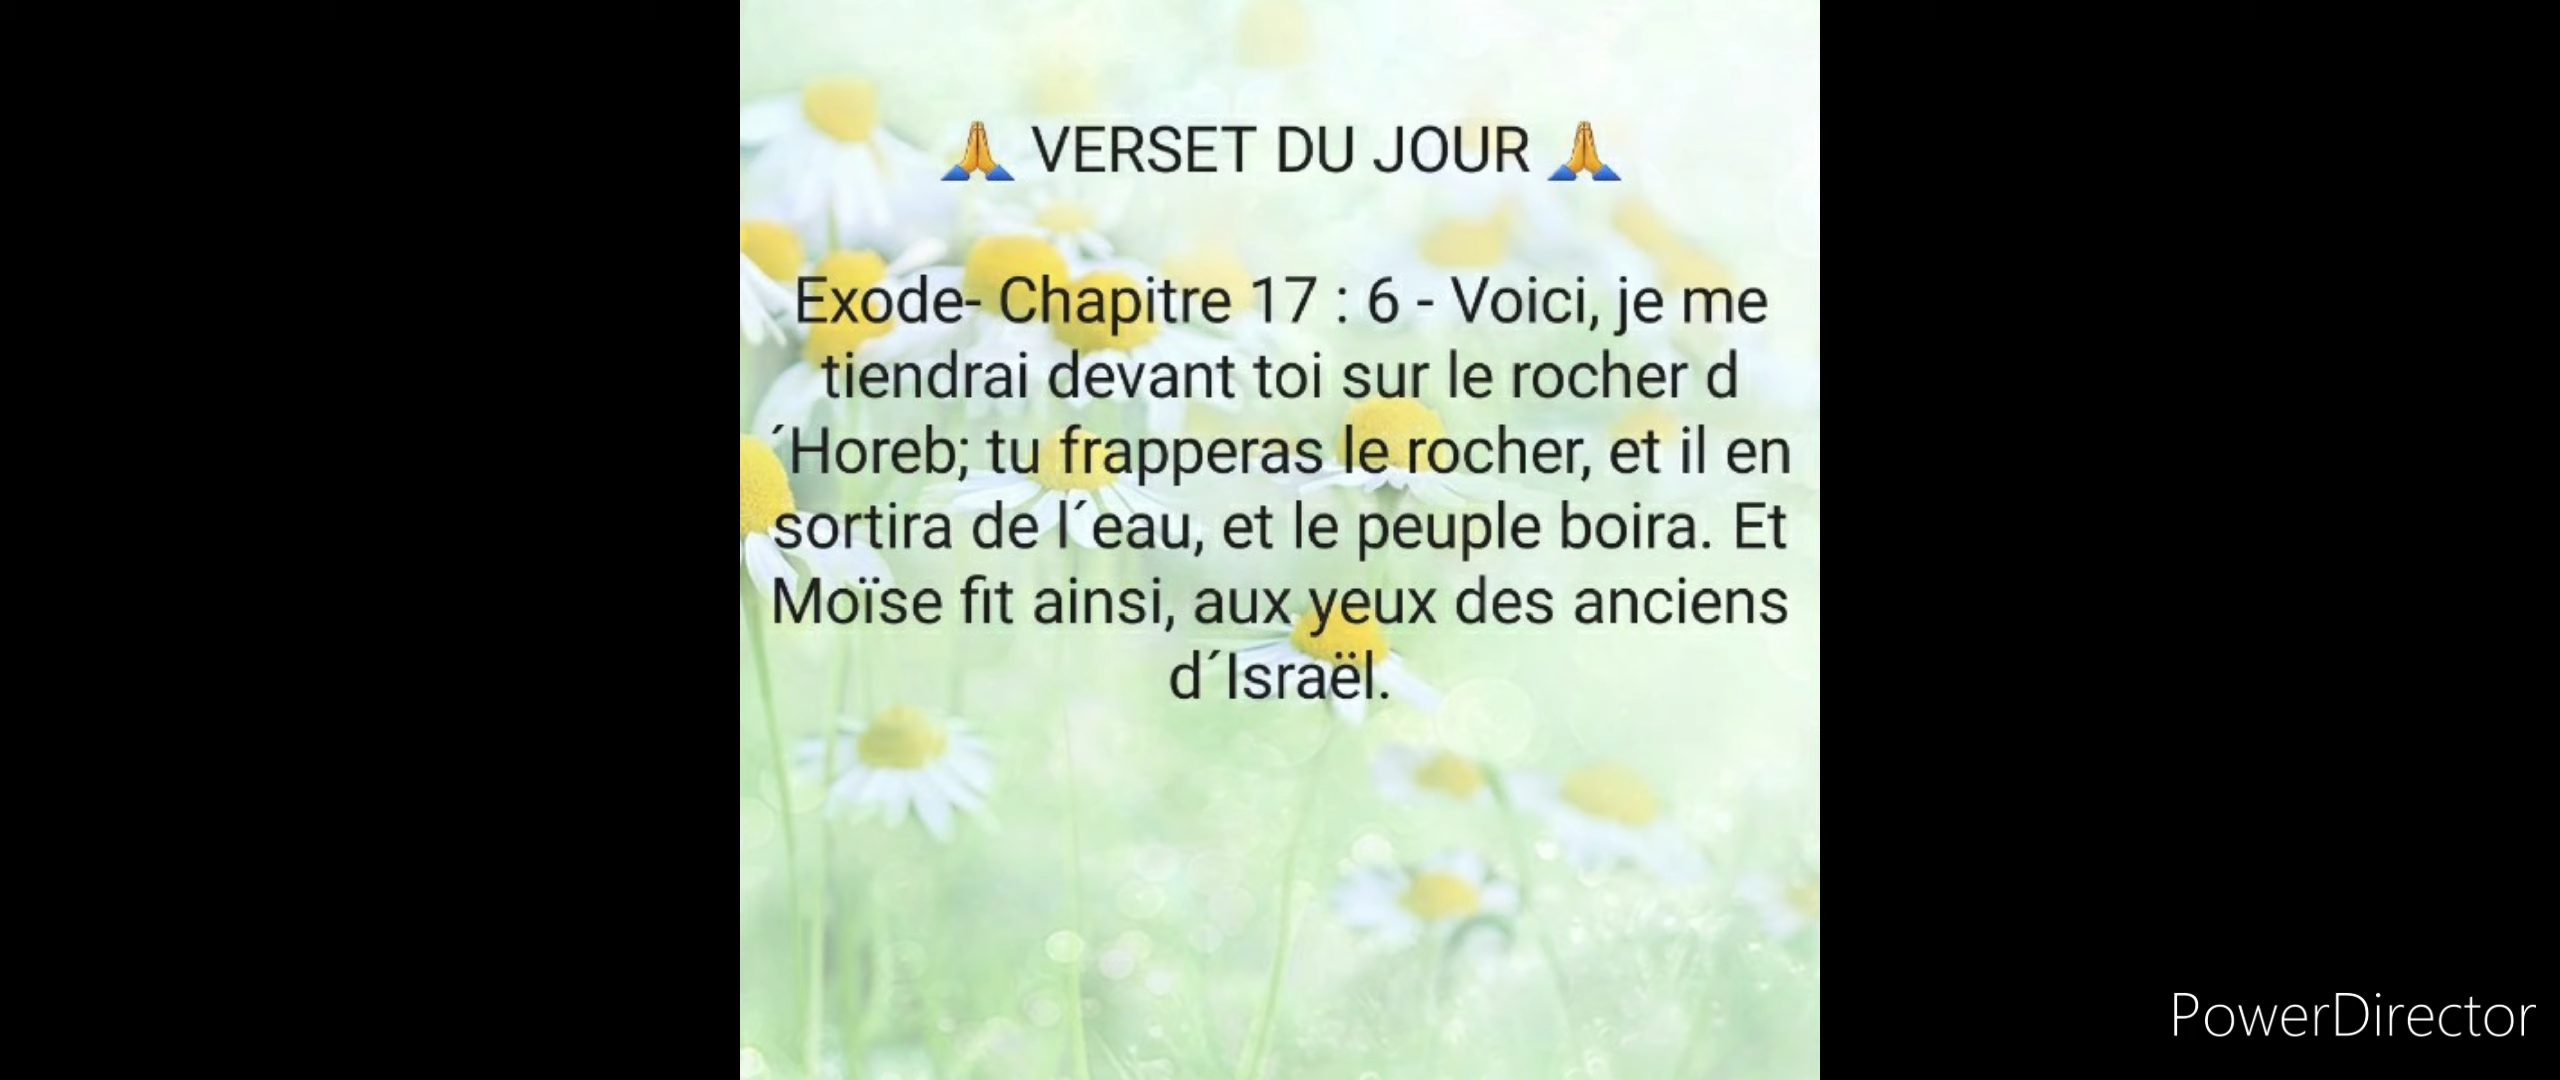 🙏 VERSET DU JOUR 🙏
Exode- Chapitre 17 : 6 - Voici, je me
tiendrai devant toi sur le rocher d
´Horeb; tu frapperas le rocher, et il en
sortira de l´eau, et le peuple boira. Et
Moïse fit ainsi, aux yeux des anciens
d´Israël.
PowerDirector